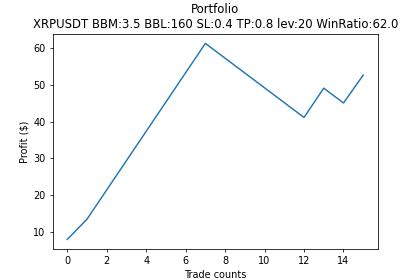 Portfolio
XRPUSDT BBM:3.5 BBL:160 SL:0.4 TP:0.8 lev:20 WinRatio:62.0
60
50
40
30
20
10
Profit ($)
0 2 4 6 8 10 12 14
Trade counts